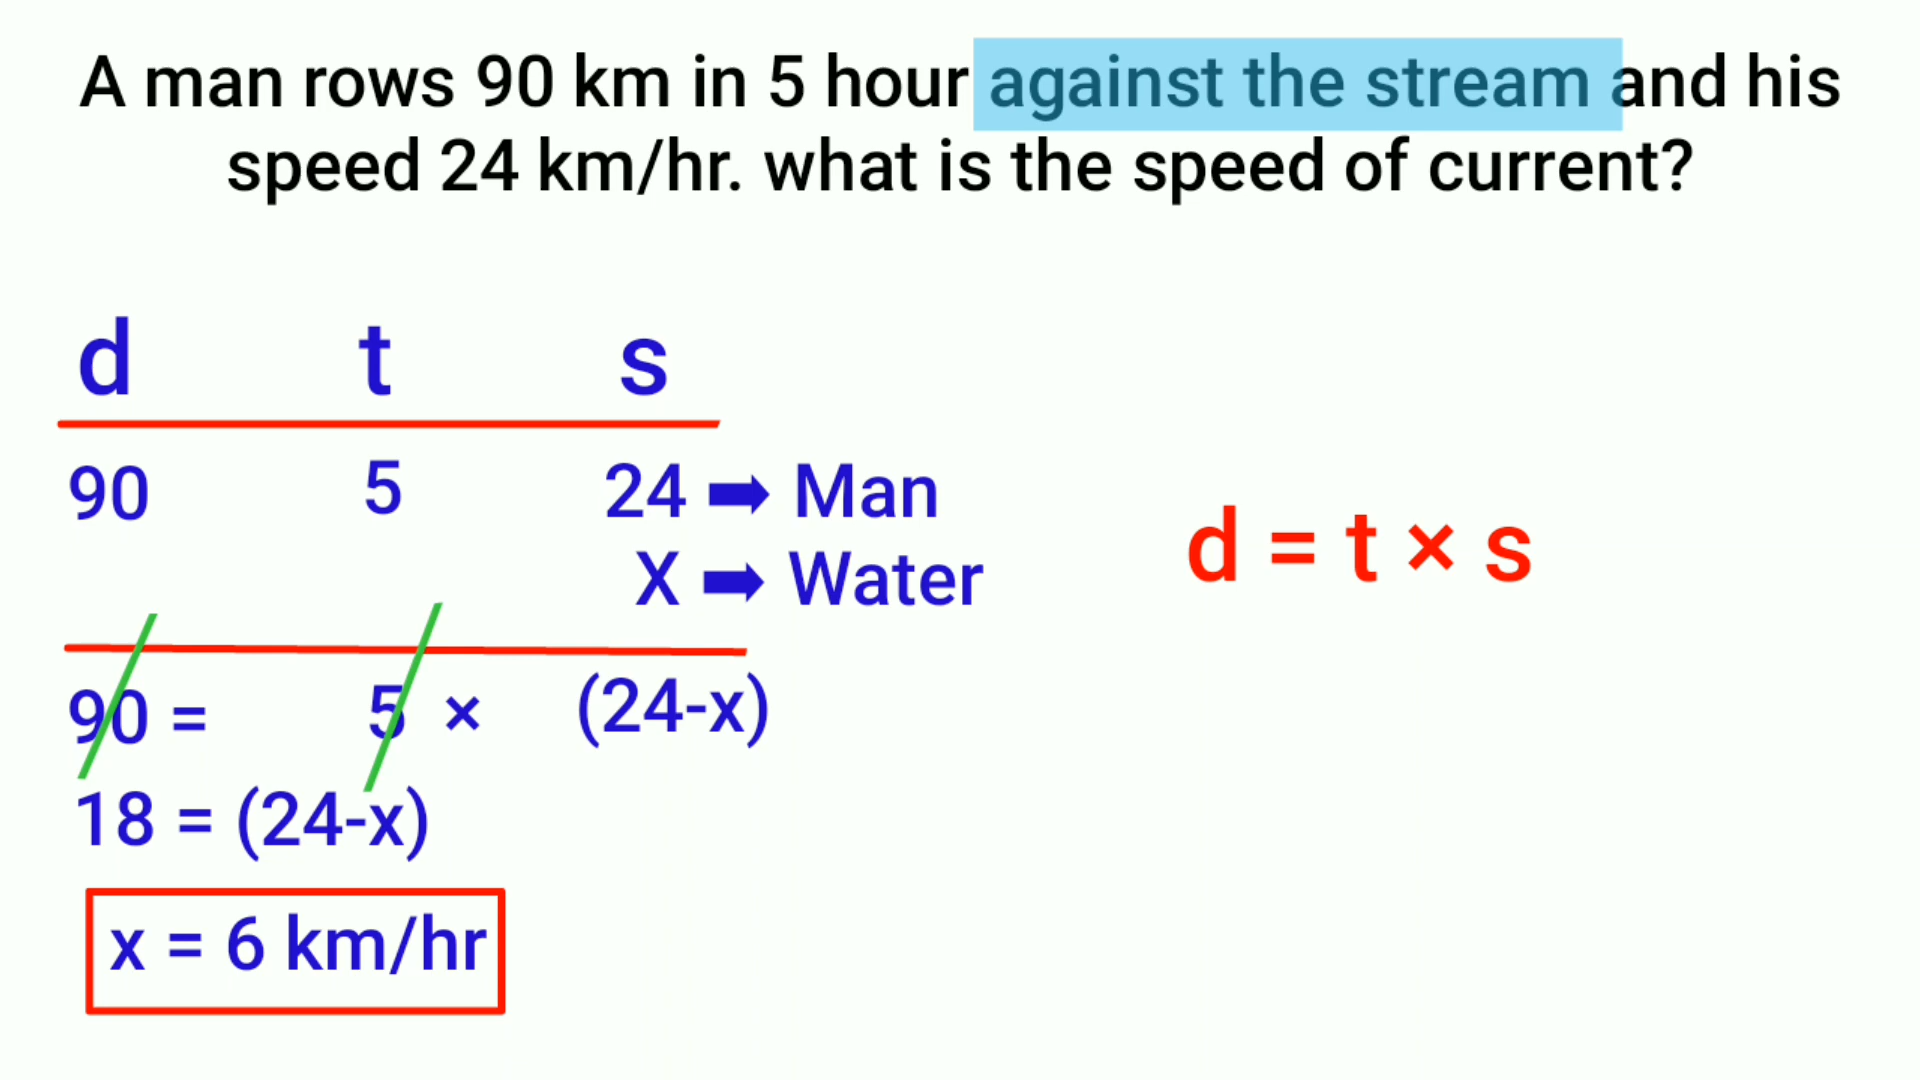 A man rows 90 km in 5 hour against the stream and his
speed 24 km/hr. what is the speed of current?
d t s
90 5 24 ➡ Man
X ➡ Water
d = t × s
90 = 5 × (24-x)
18 = (24-x)
x = 6 km/hr